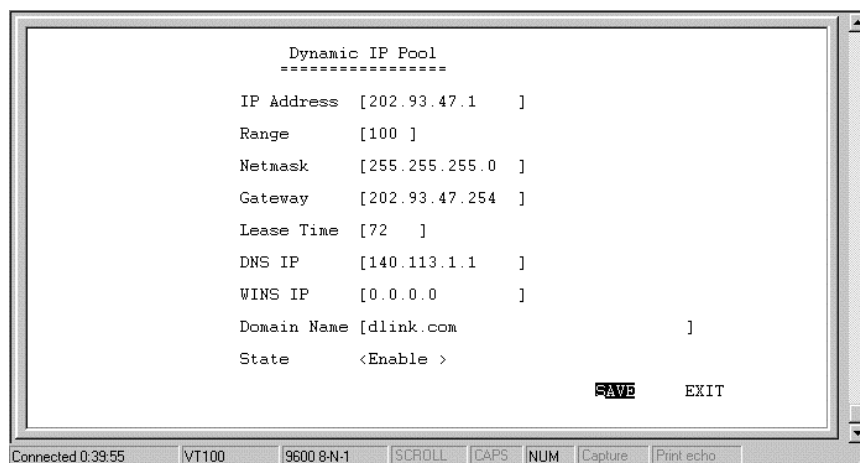 Dynamic IP Pool
=================
IP Address [202.93.47.1 ]
Range [100 ]
Netmask [255.255.255.0 ]
Gateway [202.93.47.254 ]
Lease Time [72 ]
DNS IP [140.113.1.1 ]
WINS IP [0.0.0.0 ]
Domain Name [dlink.com ]
State <Enable >
SAVE EXIT
Connected 0:39:55 VT100 9600 8-N-1 SCROLL CAPS NUM Capture Print echo